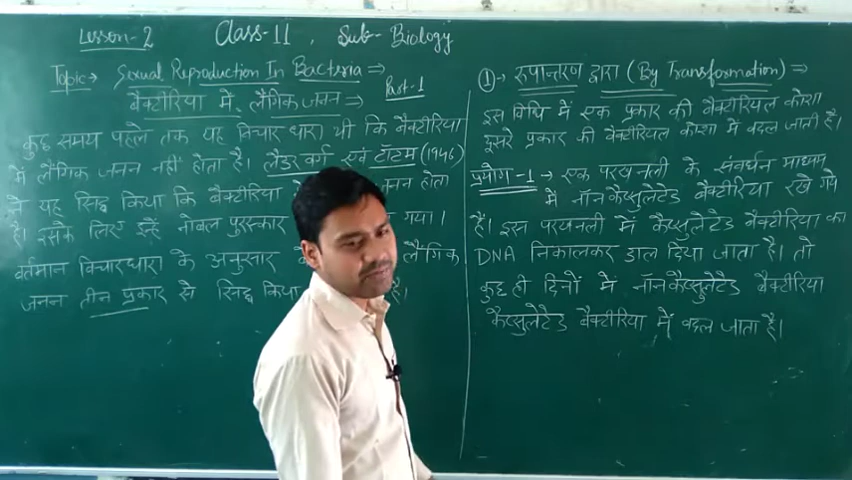 Lesson-2
Class-11, Sub- Biology
Topic→ Sexual Reproduction In Bacteria ⇒
Part-1
बैक्टीरिया में लैंगिक जनन ⇒
कुछ समय पहले तक यह विचारधारा थी कि बैक्टीरिया
में लैंगिक जनन नहीं होता है। लैडरवर्ग एवं टॉटम (1946)
ने यह सिद्ध किया कि बैक्टीरिया जनन होता
है। इसके लिए इन्हें नोबल पुरस्कार गया।
वर्तमान विचारधारा के अनुसार लैंगिक
जनन तीन प्रकार से सिद्ध किया है।
① → रूपान्तरण द्वारा (By Transformation) ⇒
इस विधि में एक प्रकार की बैक्टीरियल कोशा
दूसरे प्रकार की बैक्टीरियल कोशा में बदल जाती है।
प्रयोग-1 → एक परखनली के संवर्धन माध्यम
में नॉनकैप्सुलेटेड बैक्टीरिया रखे गये
हैं। इस परखनली में कैप्सुलेटेड बैक्टीरिया का
DNA निकालकर डाल दिया जाता है। तो
कुछ ही दिनों में नॉनकैप्सुलेटेड बैक्टीरिया
कैप्सुलेटेड बैक्टीरिया में बदल जाता है।